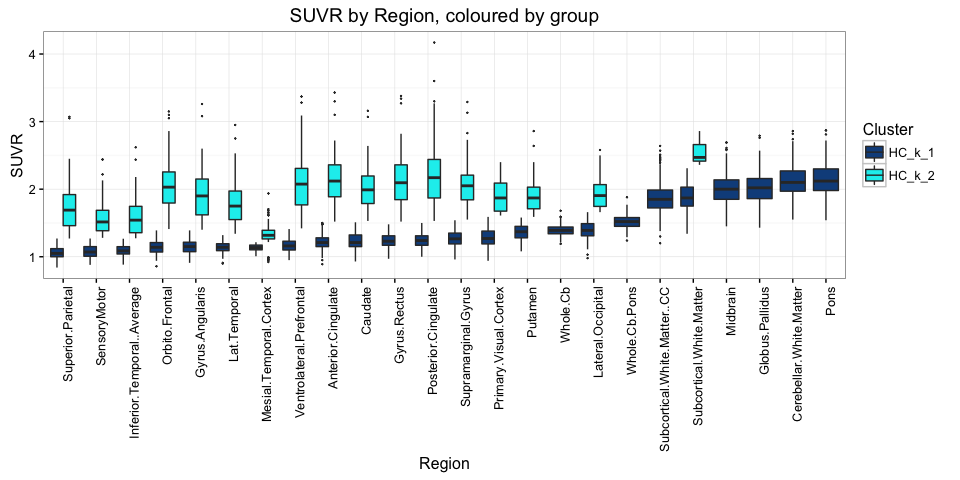 SUVR by Region, coloured by group
SUVR
4
3
2
1
Superior.Parietal
SensoryMotor
Inferior.Temporal..Average
Orbito.Frontal
Gyrus.Angularis
Lat.Temporal
Mesial.Temporal.Cortex
Ventrolateral.Prefrontal
Anterior.Cingulate
Caudate
Gyrus.Rectus
Posterior.Cingulate
Supramarginal.Gyrus
Primary.Visual.Cortex
Putamen
Whole.Cb
Lateral.Occipital
Whole.Cb.Pons
Subcortical.White.Matter..CC
Subcortical.White.Matter
Midbrain
Globus.Pallidus
Cerebellar.White.Matter
Pons
Region
Cluster
HC_k_1
HC_k_2